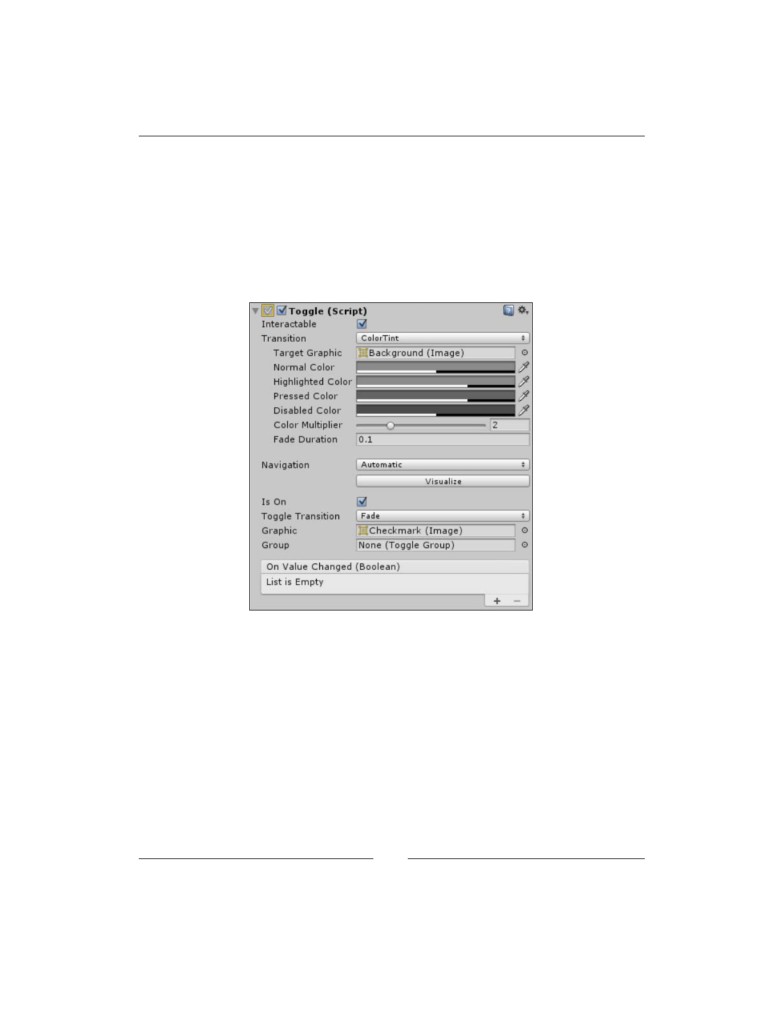 Toggle (Script)
Interactable
Transition ColorTint
Target Graphic Background (Image)
Normal Color
Highlighted Color
Pressed Color
Disabled Color
Color Multiplier 2
Fade Duration 0.1
Navigation Automatic
Visualize
Is On
Toggle Transition Fade
Graphic Checkmark (Image)
Group None (Toggle Group)
On Value Changed (Boolean)
List is Empty